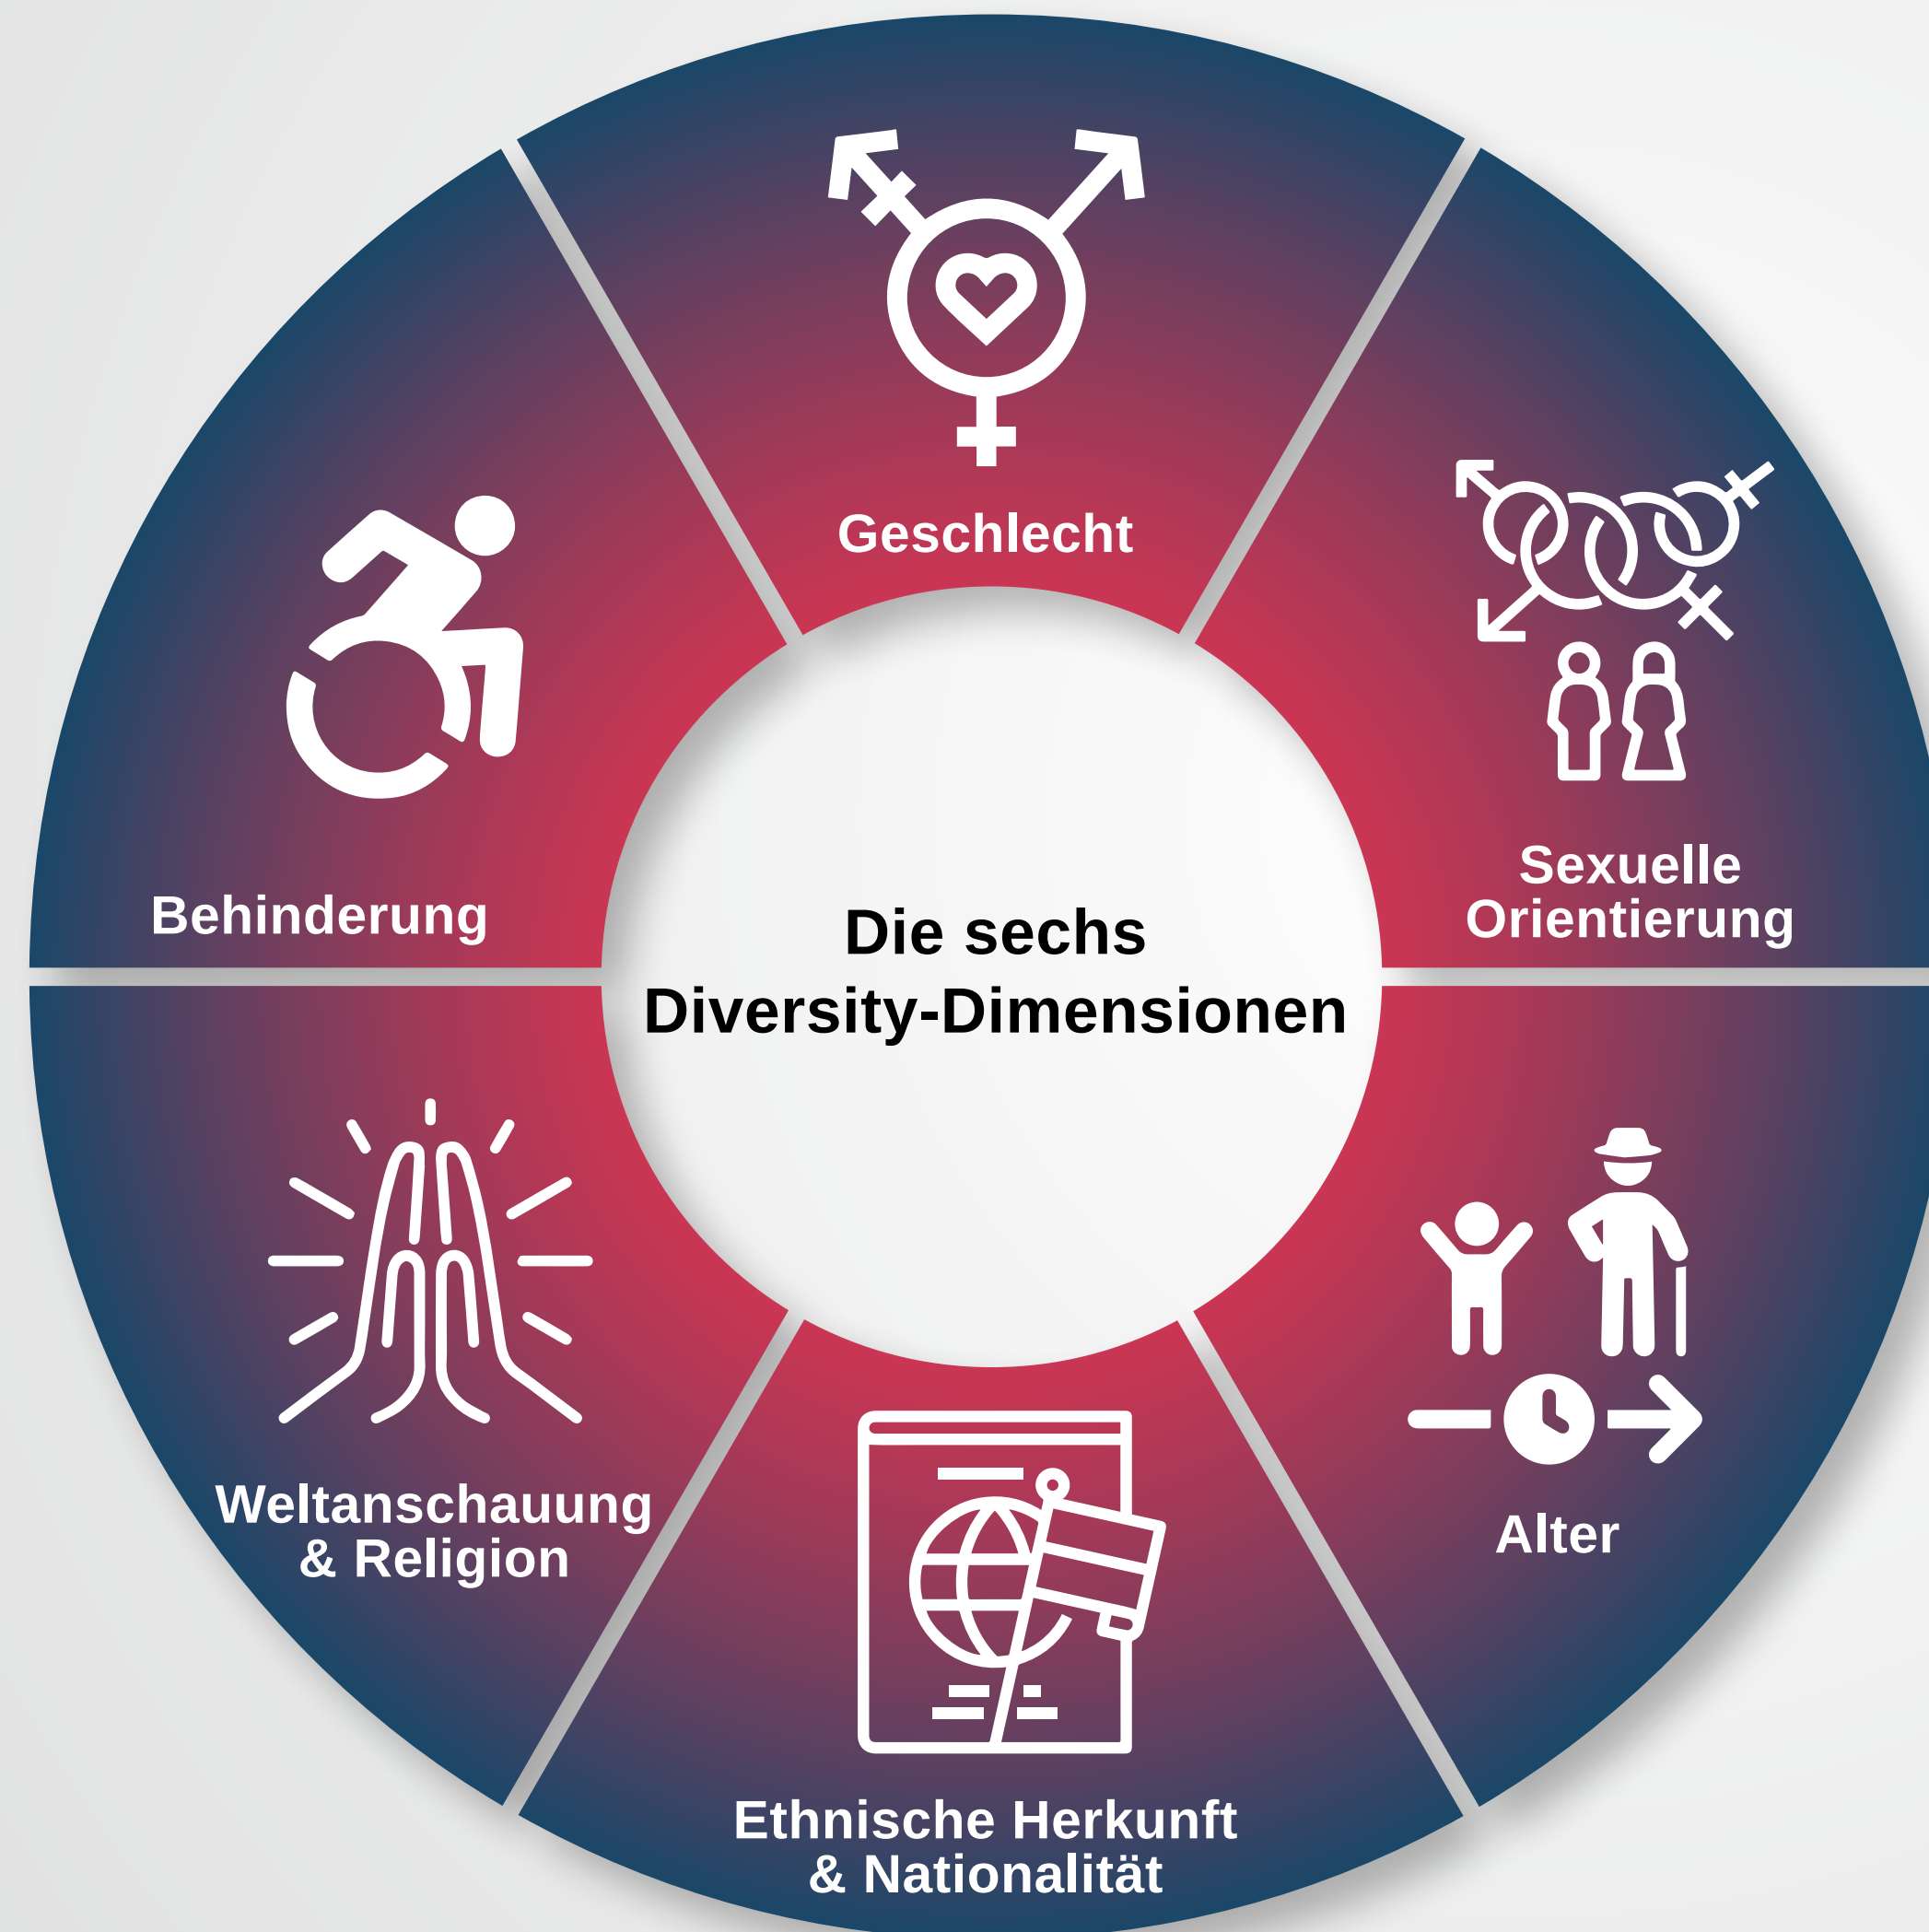 Geschlecht
Sexuelle
Orientierung
Behinderung
Die sechs
Diversity-Dimensionen
Weltanschauung
& Religion
Alter
Ethnische Herkunft
& Nationalität